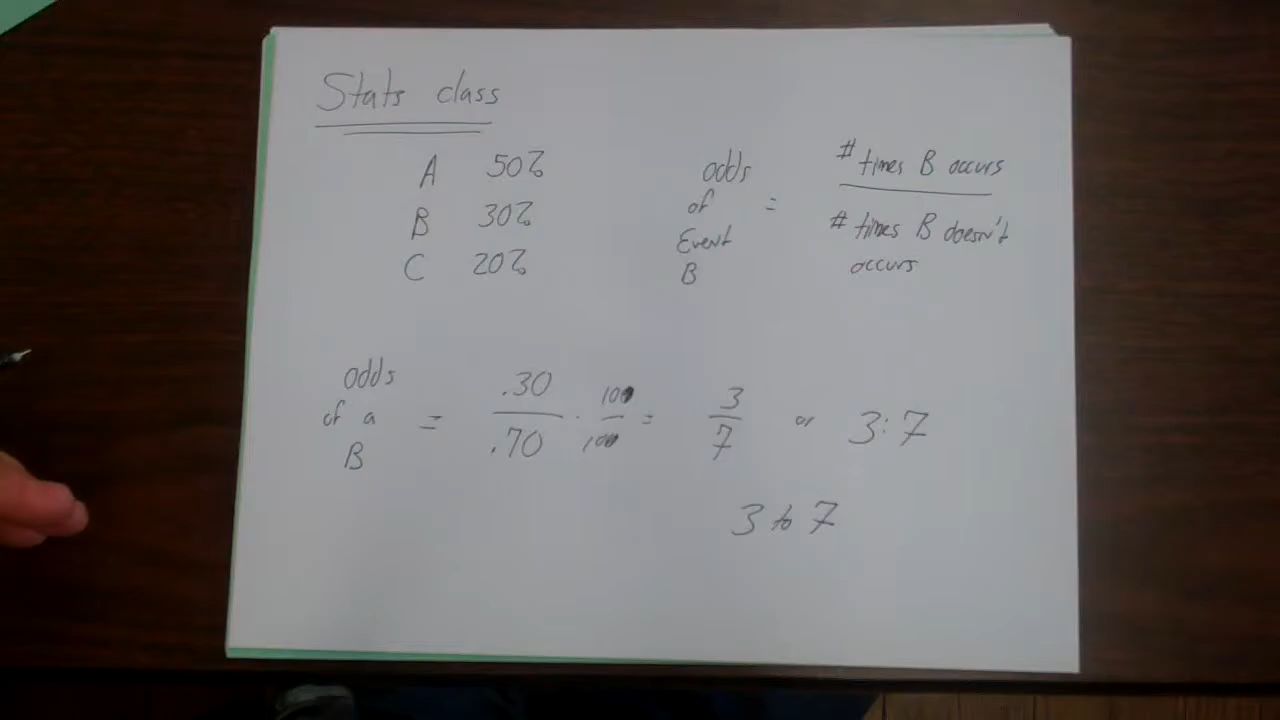 Stats class
A 50%
B 30%
C 20%
odds
of
Event
B
=
# times B occurs
# times B doesn't
occurs
odds
of a
B
= .30/.70 · 100/100 = 3/7 or 3:7
3 to 7